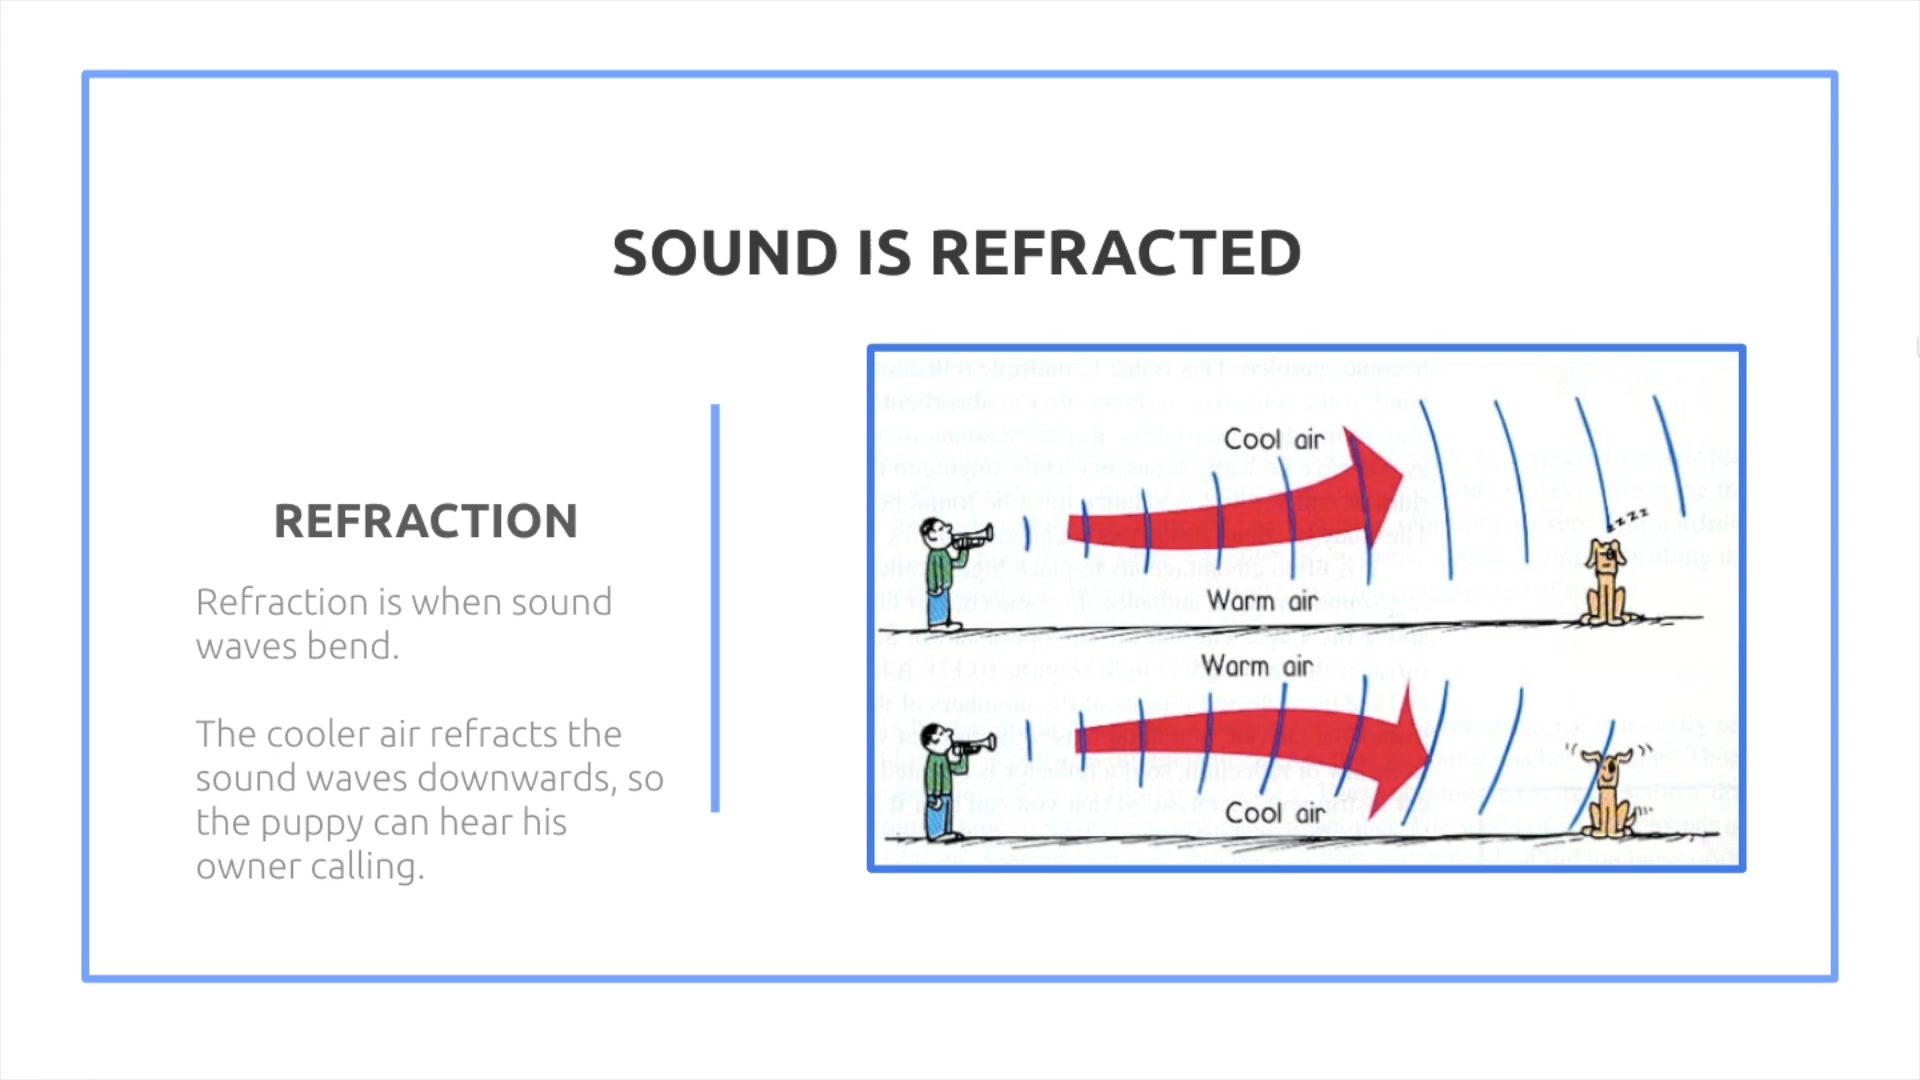 SOUND IS REFRACTED
REFRACTION
Refraction is when sound
waves bend.
The cooler air refracts the
sound waves downwards, so
the puppy can hear his
owner calling.
Cool air
zzzz
Warm air
Warm air
Cool air